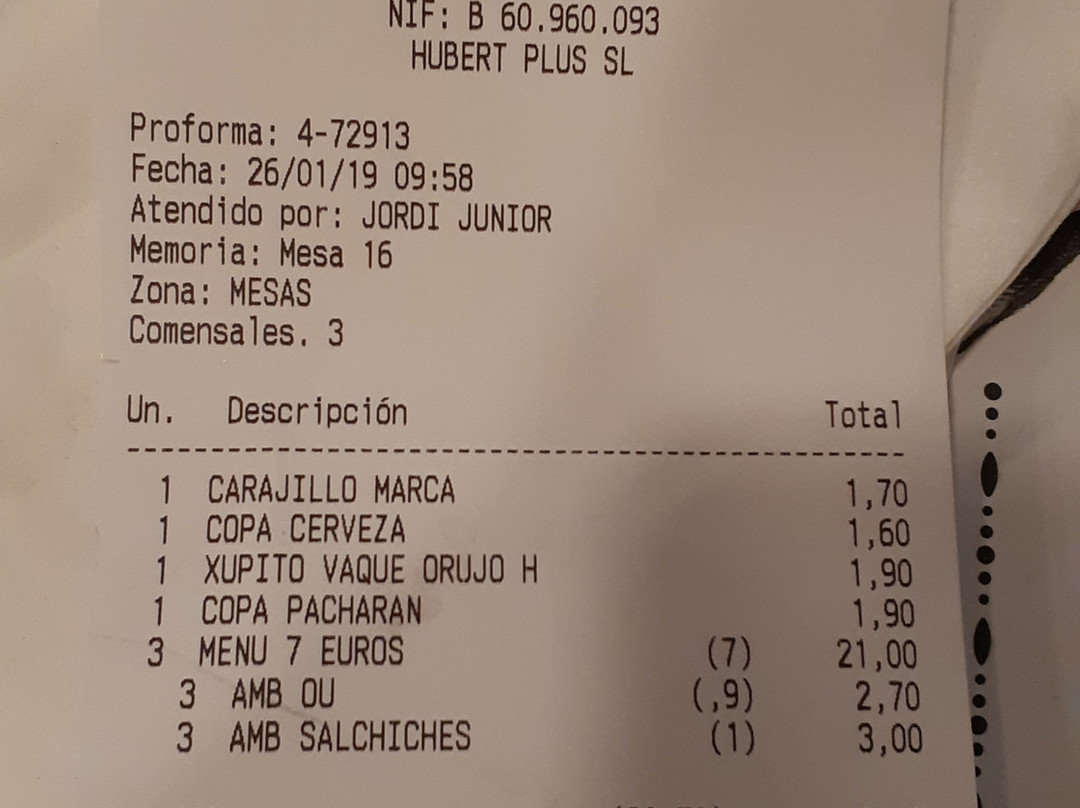 NIF: B 60.960.093
HUBERT PLUS SL
Proforma: 4-72913
Fecha: 26/01/19 09:58
Atendido por: JORDI JUNIOR
Memoria: Mesa 16
Zona: MESAS
Comensales. 3
Un. Descripción Total
--------------------------------------------------------
1 CARAJILLO MARCA 1,70
1 COPA CERVEZA 1,60
1 XUPITO VAQUE ORUJO H 1,90
1 COPA PACHARAN 1,90
3 MENU 7 EUROS (7) 21,00
3 AMB OU (,9) 2,70
3 AMB SALCHICHES (1) 3,00